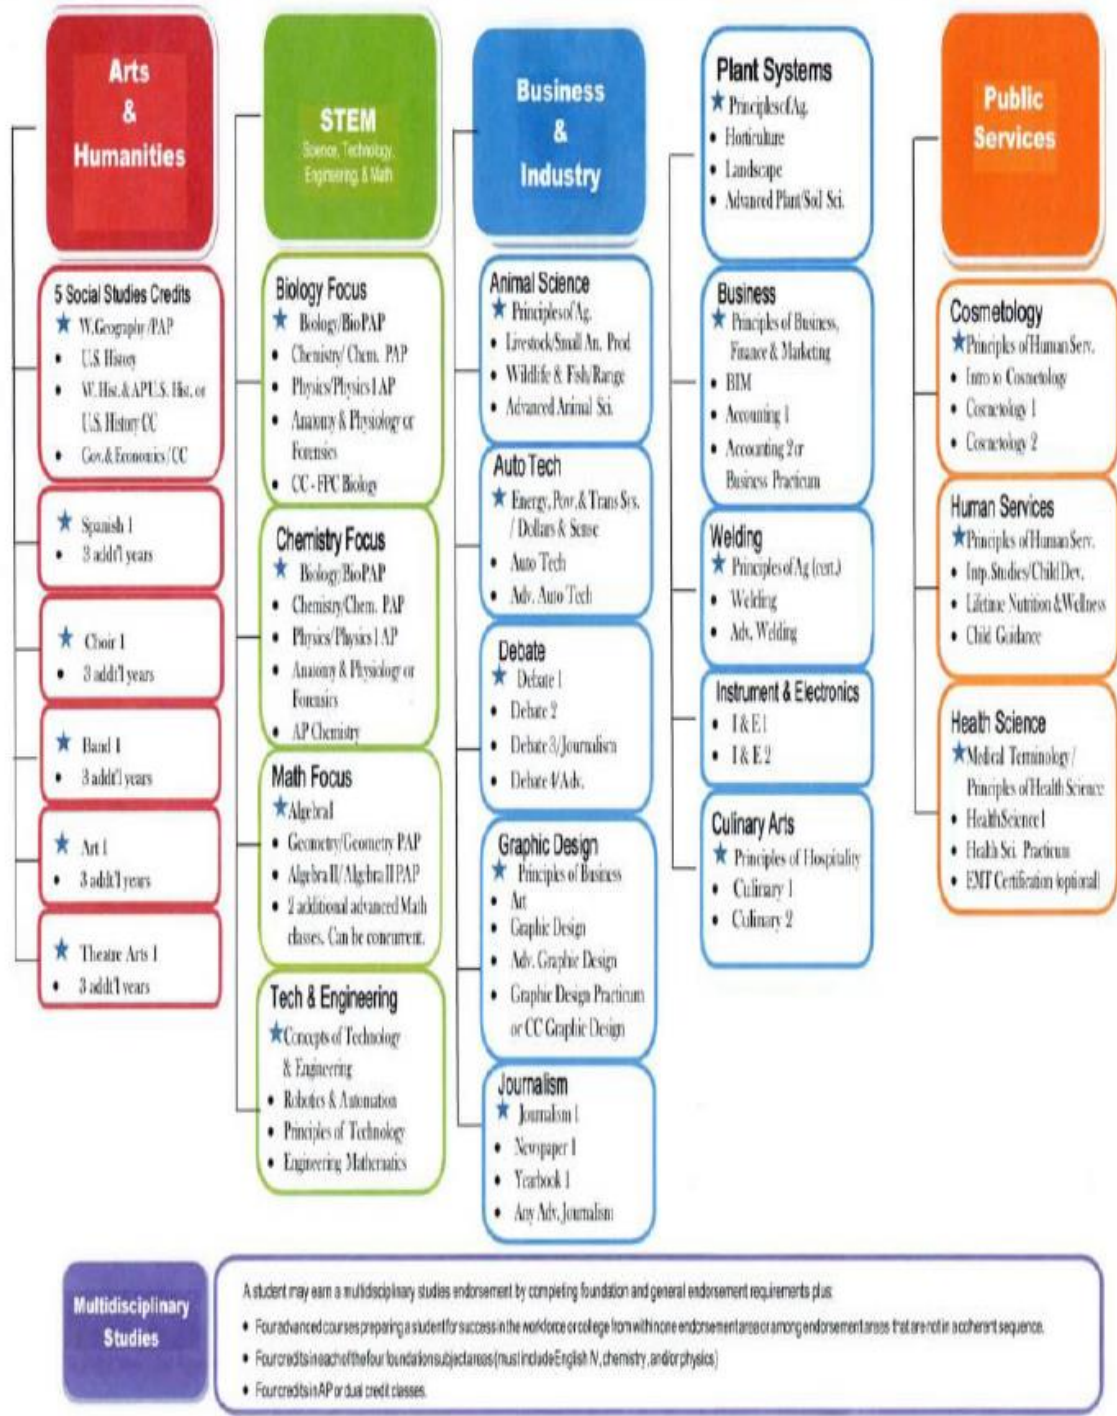 Arts
&
Humanities
5 Social Studies Credits
W.Geography/PAP
U.S. History
W. Hist.& AP U.S. Hist. or
U.S. History CC
Gov.& Economics/CC
Spanish 1
3 addt'l years
Choir 1
3 addt'l years
Band 1
3 addt'l years
Art 1
3 addt'l years
Theatre Arts 1
3 addt'l years
STEM
Science, Technology,
Engineering, & Math
Biology Focus
Biology/BioPAP
Chemistry/ Chem. PAP
Physics/Physics 1 AP
Anatomy & Physiology or
Forensics
CC - FPC Biology
Chemistry Focus
Biology/BioPAP
Chemistry/Chem. PAP
Physics/Physics 1 AP
Anatomy & Physiology or
Forensics
AP Chemistry
Math Focus
Algebra I
Geometry/Geometry PAP
Algebra II/Algebra II PAP
2 additional advanced Math
classes. Can be concurrent.
Tech & Engineering
Concepts of Technology
& Engineering
Robotics & Automation
Principles of Technology
Engineering Mathematics
Business
&
Industry
Animal Science
Principles of Ag.
Livestock/Small An. Prod
Wildlife & Fish/Range
Advanced Animal Sci.
Auto Tech
Energy, Pow. & Trans Sys.
/ Dollars & Sense
Auto Tech
Adv. Auto Tech
Debate
Debate 1
Debate 2
Debate 3/Journalism
Debate 4/Adv.
Graphic Design
Principles of Business
Art
Graphic Design
Adv. Graphic Design
Graphic Design Practicum
or CC Graphic Design
Journalism
Journalism 1
Newspaper 1
Yearbook 1
Any Adv. Journalism
Plant Systems
Principles of Ag.
Horticulture
Landscape
Advanced Plant/Soil Sci.
Business
Principles of Business,
Finance & Marketing
BIM
Accounting 1
Accounting 2 or
Business Practicum
Welding
Principles of Ag (cert.)
Welding
Adv. Welding
Instrument & Electronics
I & E 1
I & E 2
Culinary Arts
Principles of Hospitality
Culinary 1
Culinary 2
Public
Services
Cosmetology
Principles of Human Serv.
Intro to Cosmetology
Cosmetology 1
Cosmetology 2
Human Services
Principles of Human Serv.
Intp. Studies/Child Dev.
Lifetime Nutrition & Wellness
Child Guidance
Health Science
Medical Terminology /
Principles of Health Science
Health Science 1
Health Sci. Practicum
EMT Certification (optional)
Multidisciplinary
Studies
A student may earn a multidisciplinary studies endorsement by completing foundation and general endorsement requirements plus:
Four advanced courses preparing a student for success in the workforce or college from within one endorsement area or among endorsement areas that are not in a coherent sequence.
Four credits in each of the four foundation subject areas (must include English IV, chemistry, and/or physics)
Four credits in AP or dual credit classes.